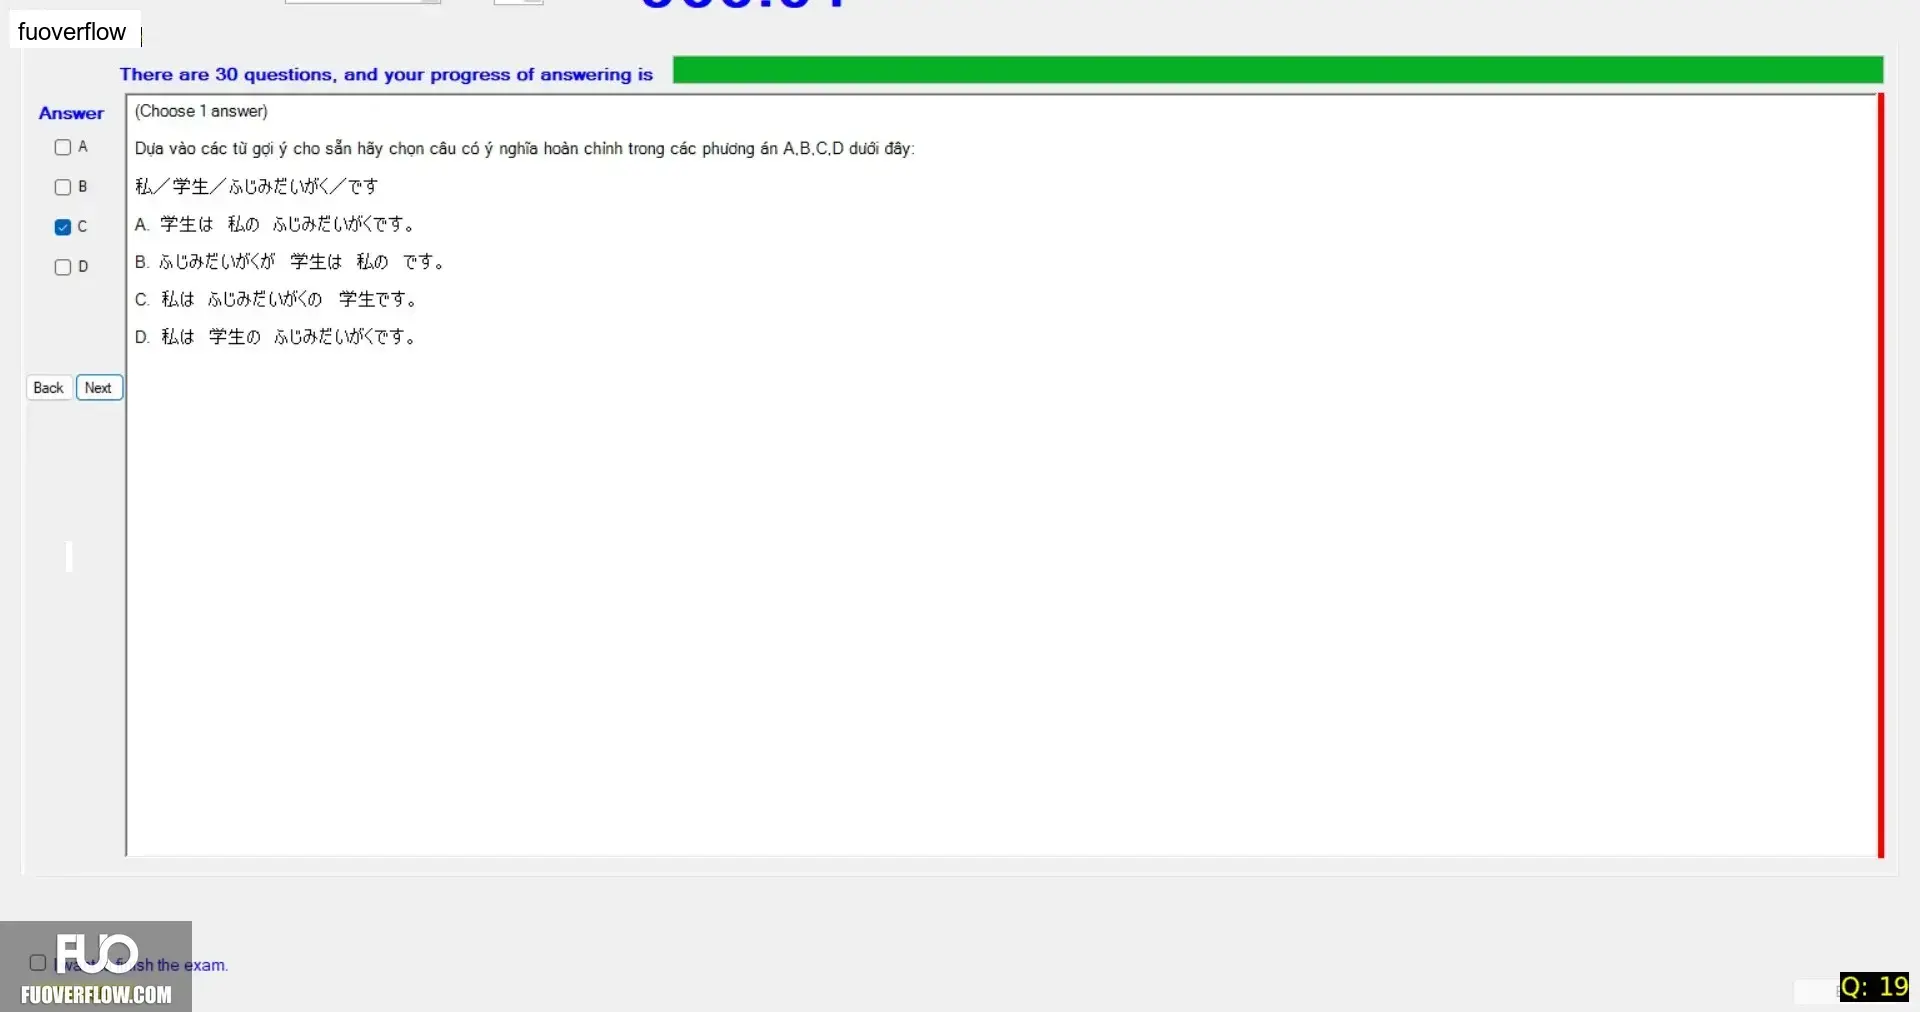 fuoverflow
There are 30 questions, and your progress of answering is
Answer
(Choose 1 answer)
A
Dựa vào các từ gợi ý cho sẵn hãy chọn câu có ý nghĩa hoàn chỉnh trong các phương án A,B,C,D dưới đây:
B
私／学生／ふじみだいがく／です
C
A. 学生は 私の ふじみだいがくです。
D
B. ふじみだいがくが 学生は 私の です。
C. 私は ふじみだいがくの 学生です。
D. 私は 学生の ふじみだいがくです。
Back Next
FUO
the exam.
FUOVERFLOW.COM
Q: 19